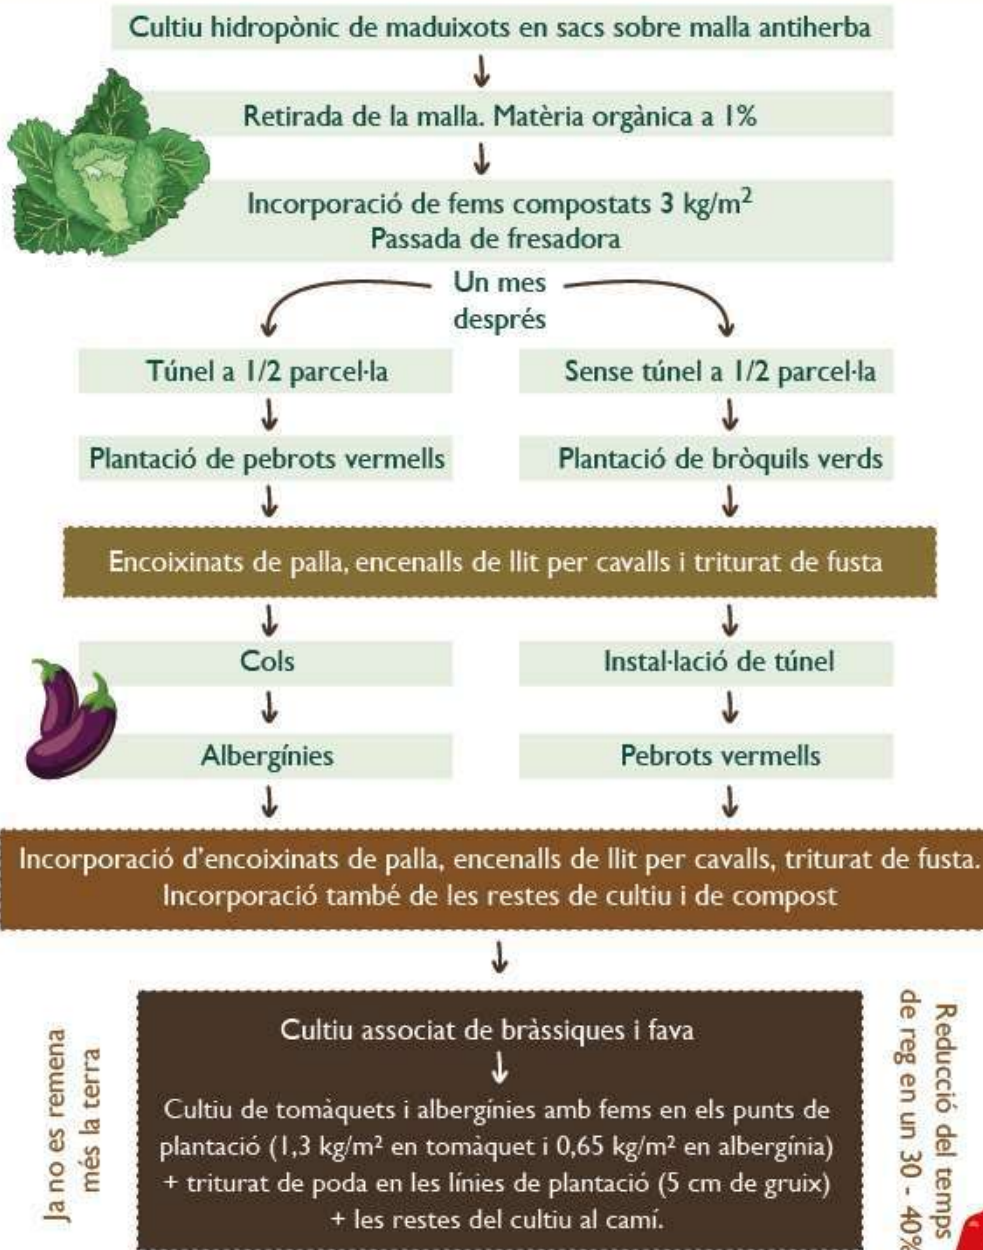 Cultiu hidropònic de maduixots en sacs sobre malla antiherba
Retirada de la malla. Matèria orgànica a 1%
Incorporació de fems compostats 3 kg/m²
Passada de fresadora
Un mes
després
Túnel a 1/2 parcel·la
Sense túnel a 1/2 parcel·la
Plantació de pebrots vermells
Plantació de bròquils verds
Encoixinats de palla, encenalls de llit per cavalls i triturat de fusta
Cols
Instal·lació de túnel
Albergínies
Pebrots vermells
Incorporació d'encoixinats de palla, encenalls de llit per cavalls, triturat de fusta.
Incorporació també de les restes de cultiu i de compost
Ja no es remena
més la terra
Cultiu associat de bràssiques i fava
Cultiu de tomàquets i albergínies amb fems en els punts de
plantació (1,3 kg/m² en tomàquet i 0,65 kg/m² en albergínia)
+ triturat de poda en les línies de plantació (5 cm de gruix)
+ les restes del cultiu al camí.
Reducció del temps
de reg en un 30 - 40%